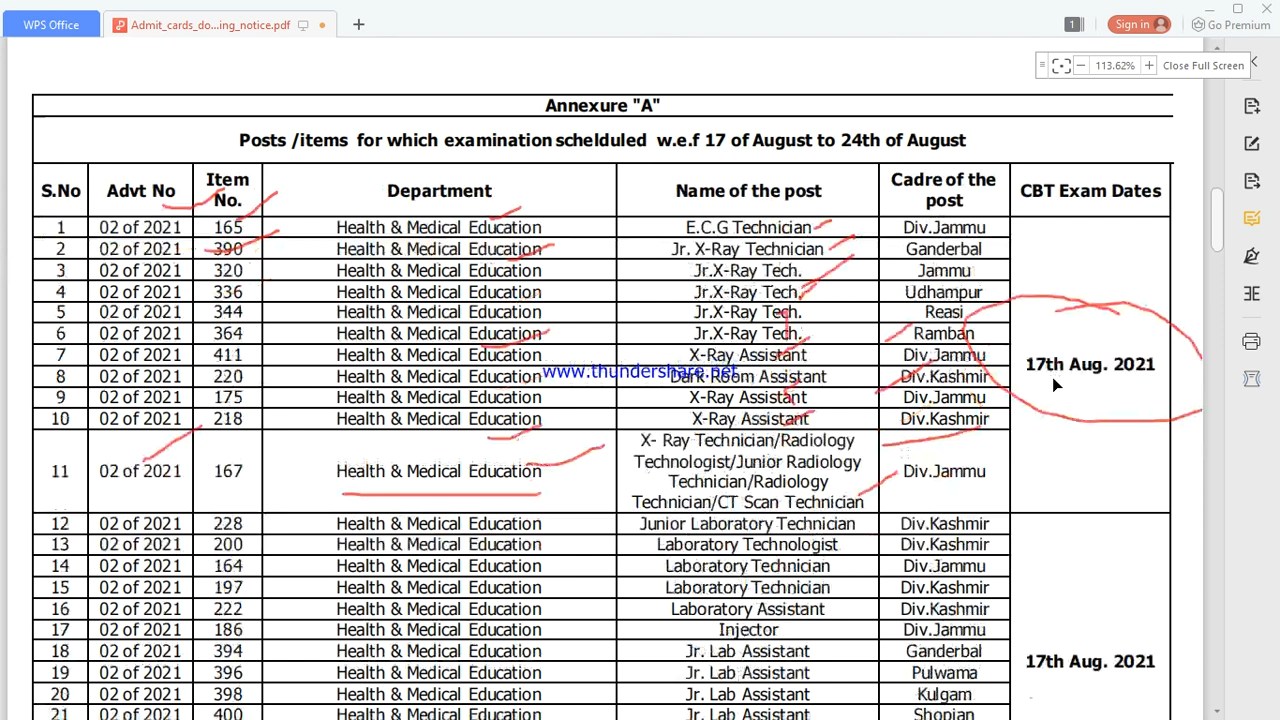 WPS Office
Admit_cards_do...ing_notice.pdf
1
Sign in
Go Premium
113.62%
Close Full Screen
Annexure "A"
Posts /items for which examination schelduled w.e.f 17 of August to 24th of August
S.No Advt No Item No. Department Name of the post Cadre of the post CBT Exam Dates
1 02 of 2021 165 Health & Medical Education E.C.G Technician Div.Jammu
2 02 of 2021 390 Health & Medical Education Jr. X-Ray Technician Ganderbal
3 02 of 2021 320 Health & Medical Education Jr.X-Ray Tech. Jammu
4 02 of 2021 336 Health & Medical Education Jr.X-Ray Tech. Udhampur
5 02 of 2021 344 Health & Medical Education Jr.X-Ray Tech. Reasi
6 02 of 2021 364 Health & Medical Education Jr.X-Ray Tech. Ramban
7 02 of 2021 411 Health & Medical Education X-Ray Assistant Div.Jammu
17th Aug. 2021
www.thundershare.net
8 02 of 2021 220 Health & Medical Education Dark Room Assistant Div.Kashmir
9 02 of 2021 175 Health & Medical Education X-Ray Assistant Div.Jammu
10 02 of 2021 218 Health & Medical Education X-Ray Assistant Div.Kashmir
11 02 of 2021 167 Health & Medical Education X- Ray Technician/Radiology
Technologist/Junior Radiology
Technician/Radiology
Technician/CT Scan Technician Div.Jammu
12 02 of 2021 228 Health & Medical Education Junior Laboratory Technician Div.Kashmir
13 02 of 2021 200 Health & Medical Education Laboratory Technologist Div.Kashmir
14 02 of 2021 164 Health & Medical Education Laboratory Technician Div.Jammu
15 02 of 2021 197 Health & Medical Education Laboratory Technician Div.Kashmir
16 02 of 2021 222 Health & Medical Education Laboratory Assistant Div.Kashmir
17 02 of 2021 186 Health & Medical Education Injector Div.Jammu
18 02 of 2021 394 Health & Medical Education Jr. Lab Assistant Ganderbal
17th Aug. 2021
19 02 of 2021 396 Health & Medical Education Jr. Lab Assistant Pulwama
20 02 of 2021 398 Health & Medical Education Jr. Lab Assistant Kulgam
21 02 of 2021 400 Health & Medical Education Jr. Lab Assistant Shopian